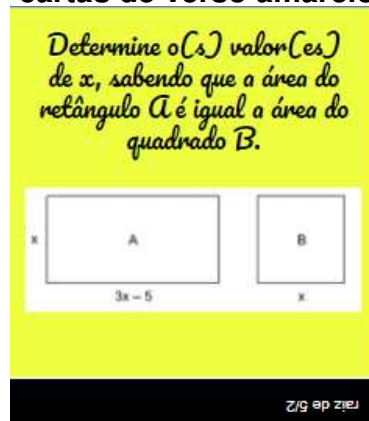 Determine o(s) valor(es)
de x, sabendo que a área do
retângulo A é igual a área do
quadrado B.
x
A
B
3x – 5
x
raiz de 5/2